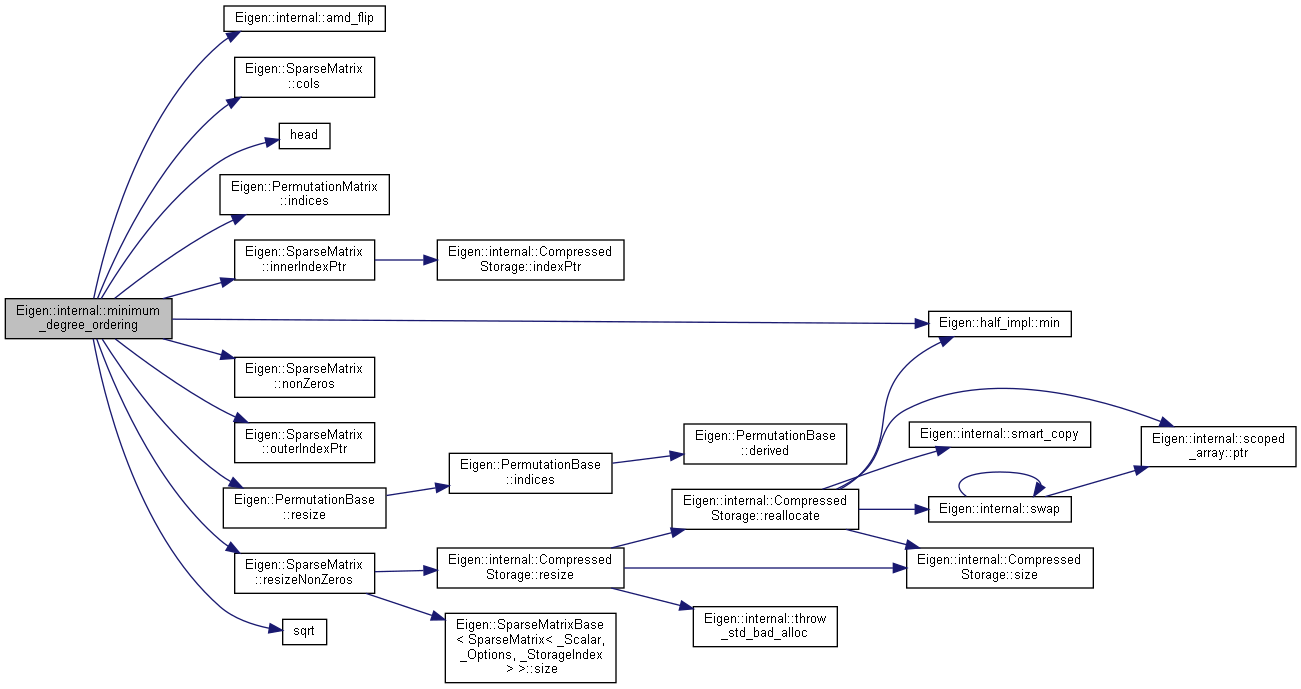 Eigen::internal::amd_flip
Eigen::SparseMatrix
::cols
head
Eigen::PermutationMatrix
::indices
Eigen::SparseMatrix
::innerIndexPtr
Eigen::internal::Compressed
Storage::indexPtr
Eigen::internal::minimum
_degree_ordering
Eigen::half_impl::min
Eigen::SparseMatrix
::nonZeros
Eigen::SparseMatrix
::outerIndexPtr
Eigen::PermutationBase
::derived
Eigen::internal::smart_copy
Eigen::internal::scoped
_array::ptr
Eigen::PermutationBase
::indices
Eigen::PermutationBase
::resize
Eigen::internal::Compressed
Storage::reallocate
Eigen::internal::swap
Eigen::SparseMatrix
::resizeNonZeros
Eigen::internal::Compressed
Storage::resize
Eigen::internal::Compressed
Storage::size
Eigen::internal::throw
_std_bad_alloc
sqrt
Eigen::SparseMatrixBase
< SparseMatrix< _Scalar,
_Options, _StorageIndex
> >::size